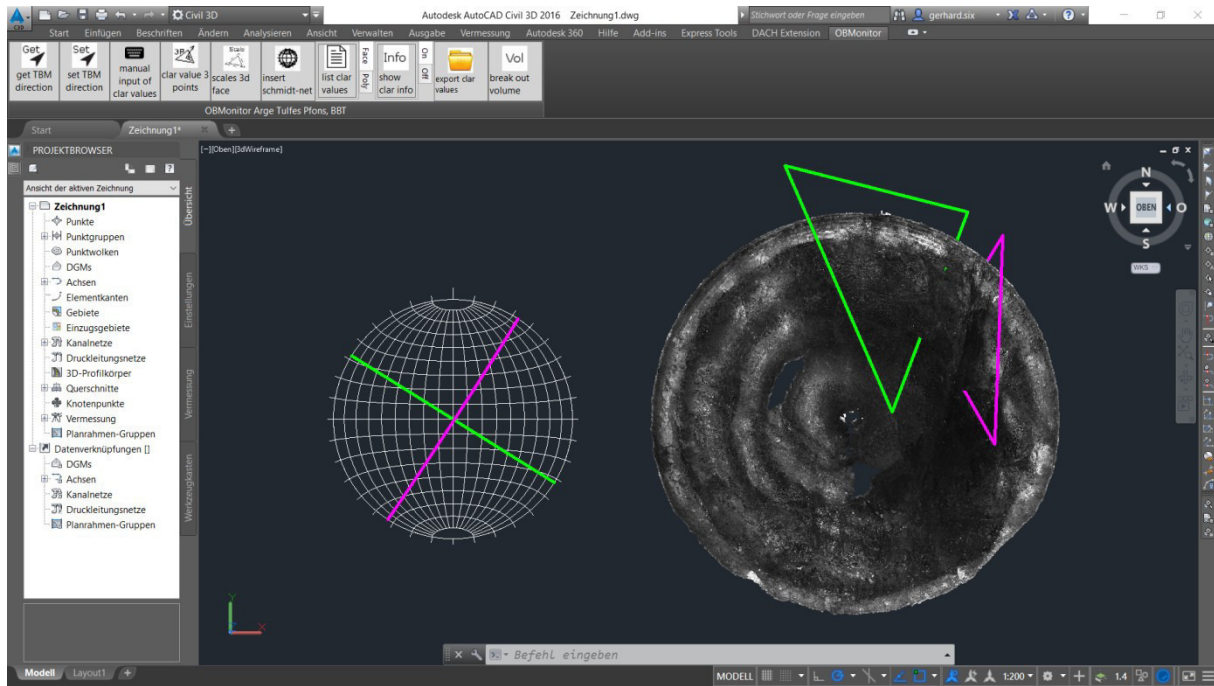 Civil 3D
Autodesk AutoCAD Civil 3D 2016 Zeichnung1.dwg
Stichwort oder Frage eingeben
gerhard.six
Start Einfügen Beschriften Ändern Analysieren Ansicht Verwalten Ausgabe Vermessung Autodesk 360 Hilfe Add-ins Express Tools DACH Extension OBMonitor
Get
get TBM
direction
Set
set TBM
direction
manual
input of
clar values
3P
clar value 3
points
Scale
scales 3d
face
insert
schmidt-net
list clar
values
Face
Poly
Info
show
clar info
On
Off
export clar
values
Vol
break out
volume
OBMonitor Arge Tulfes Pfons, BBT
Start
Zeichnung1*
PROJEKTBROWSER
Ansicht der aktiven Zeichnung
Zeichnung1
Punkte
Punktgruppen
Punktwolken
DGMs
Achsen
Elementkanten
Gebiete
Einzugsgebiete
Kanalnetze
Druckleitungsnetze
3D-Profilkörper
Querschnitte
Knotenpunkte
Vermessung
Planrahmen-Gruppen
Datenverknüpfungen []
DGMs
Achsen
Kanalnetze
Druckleitungsnetze
Planrahmen-Gruppen
Übersicht
Einstellungen
Vermessung
Werkzeugkasten
[-][Oben][3dWireframe]
N
W
OBEN
O
S
WKS
Y
X
Befehl eingeben
Modell
Layout1
MODELL
1:200
1.4